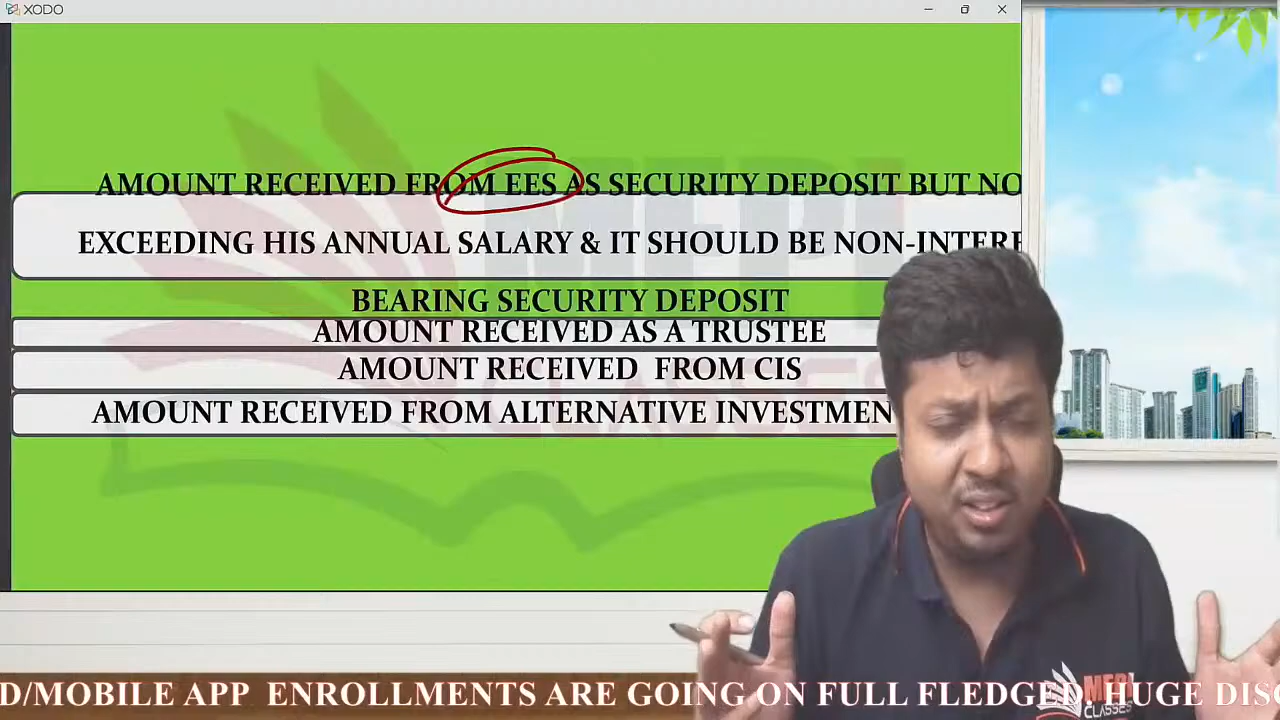 XODO
AMOUNT RECEIVED FROM EES AS SECURITY DEPOSIT BUT NO
EXCEEDING HIS ANNUAL SALARY & IT SHOULD BE NON-INTERE
BEARING SECURITY DEPOSIT
AMOUNT RECEIVED AS A TRUSTEE
AMOUNT RECEIVED FROM CIS
AMOUNT RECEIVED FROM ALTERNATIVE INVESTMEN
MEPL
CLASSES
D/MOBILE APP ENROLLMENTS ARE GOING ON FULL FLEDGED. HUGE DISC